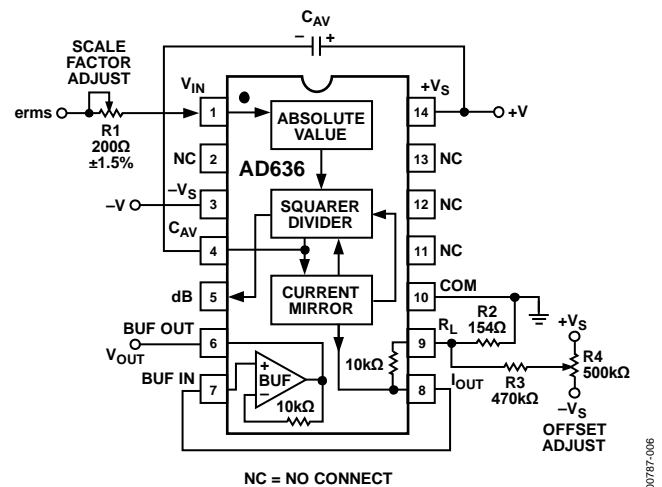 CAV
− +
SCALE
FACTOR
ADJUST
VIN
+VS
erms
1
ABSOLUTE
VALUE
14
+V
R1
200Ω
±1.5%
NC
2
AD636
13
NC
−VS
−V
3
SQUARER
DIVIDER
12
NC
CAV
4
11
NC
dB
5
CURRENT
MIRROR
COM
10
BUF OUT
RL
R2
154Ω
+VS
6
VOUT
10kΩ
9
R4
500kΩ
BUF IN
7
+
BUF
−
10kΩ
8
IOUT
R3
470kΩ
−VS
OFFSET
ADJUST
NC = NO CONNECT
00787-006